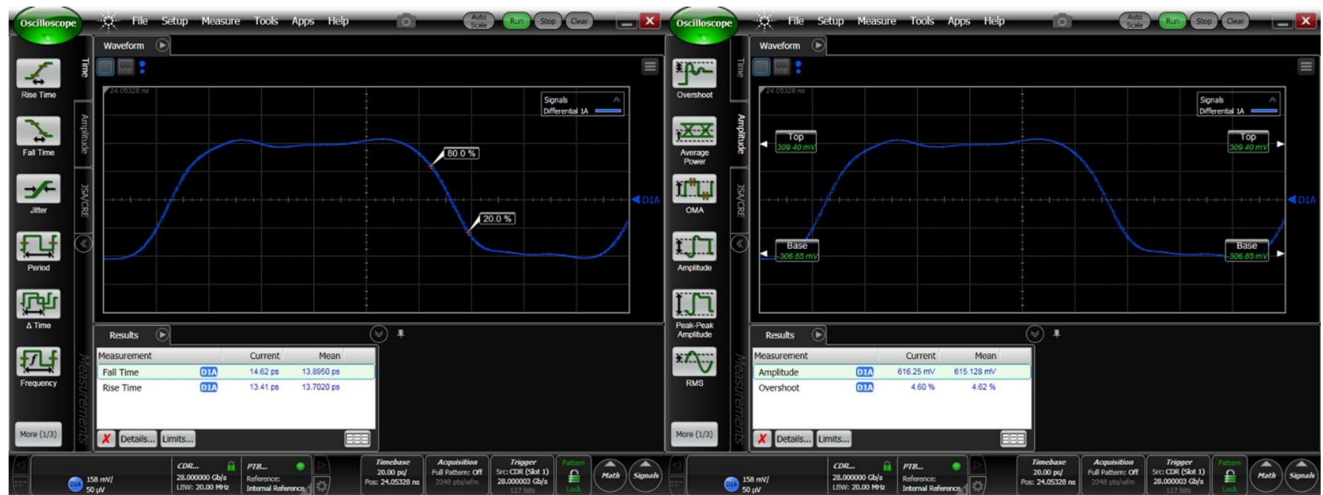 Oscilloscope File Setup Measure Tools Apps Help Auto Scale Run Stop Clear
Waveform
Time
Amplitude
JSA/CRE
Measurements
Rise Time
Fall Time
Jitter
Period
Δ Time
Frequency
More (1/3)
24.05328 ns
Signals
Differential 1A
80.0 %
20.0 %
D1A
Results
Measurement Current Mean
Fall Time D1A 14.62 ps 13.8950 ps
Rise Time D1A 13.41 ps 13.7020 ps
Details... Limits...
D1A
158 mV/
50 µV
CDR...
28.000000 Gb/s
LBW: 20.00 MHz
PTB...
Reference:
Internal Reference
Timebase
20.00 ps/
Pos: 24.05328 ns
Acquisition
Full Pattern: Off
2048 pts/wfm
Trigger
Src: CDR (Slot 1)
28.000003 Gb/s
127 bits
Pattern
Lock
Math
Signals
Oscilloscope File Setup Measure Tools Apps Help Auto Scale Run Stop Clear
Waveform
Time
Amplitude
JSA/CRE
Measurements
Overshoot
Average
Power
OMA
Amplitude
Peak-Peak
Amplitude
RMS
More (1/3)
24.05328 ns
Signals
Differential 1A
Top
309.40 mV
Top
309.40 mV
D1A
Base
-306.85 mV
Base
-306.85 mV
Results
Measurement Current Mean
Amplitude D1A 616.25 mV 615.128 mV
Overshoot D1A 4.60 % 4.62 %
Details... Limits...
D1A
158 mV/
50 µV
CDR...
28.000000 Gb/s
LBW: 20.00 MHz
PTB...
Reference:
Internal Reference
Timebase
20.00 ps/
Pos: 24.05328 ns
Acquisition
Full Pattern: Off
2048 pts/wfm
Trigger
Src: CDR (Slot 1)
28.000003 Gb/s
127 bits
Pattern
Lock
Math
Signals